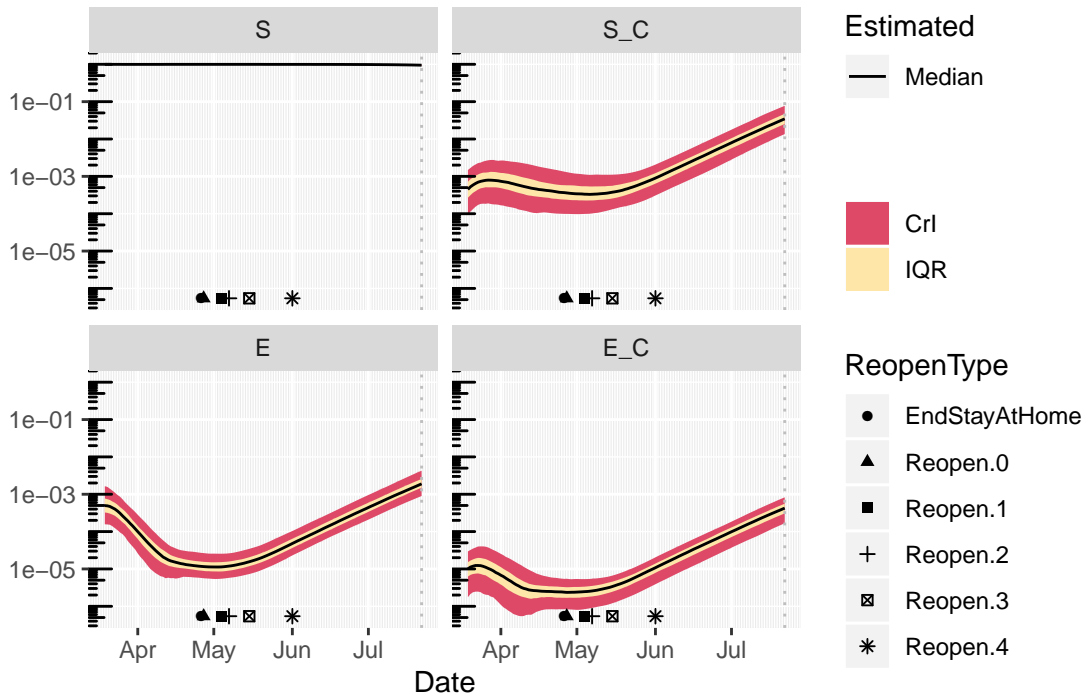 S
S_C
1e−01
1e−03
1e−05
E
E_C
1e−01
1e−03
1e−05
Apr
May
Jun
Jul
Apr
May
Jun
Jul
Date
Estimated
Median
CrI
IQR
ReopenType
EndStayAtHome
Reopen.0
Reopen.1
Reopen.2
Reopen.3
Reopen.4